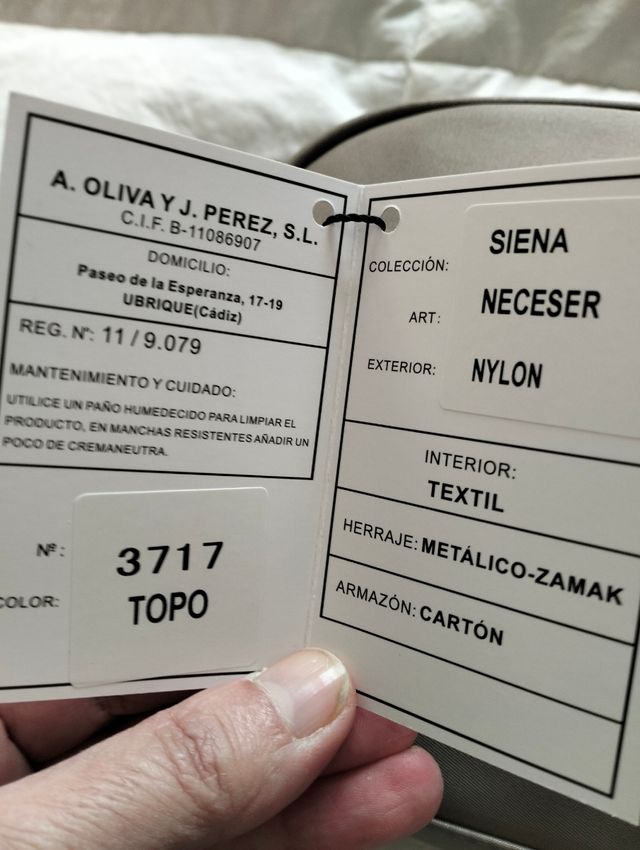 A. OLIVA Y J. PEREZ, S.L.
C.I.F. B-11086907
DOMICILIO:
Paseo de la Esperanza, 17-19
UBRIQUE(Cádiz)
REG. Nº: 11 / 9.079
MANTENIMIENTO Y CUIDADO:
UTILICE UN PAÑO HUMEDECIDO PARA LIMPIAR EL
PRODUCTO, EN MANCHAS RESISTENTES AÑADIR UN
POCO DE CREMA NEUTRA.
Nº: 3717
COLOR: TOPO
COLECCIÓN: SIENA
ART: NECESER
EXTERIOR: NYLON
INTERIOR:
TEXTIL
HERRAJE: METÁLICO-ZAMAK
ARMAZÓN: CARTÓN